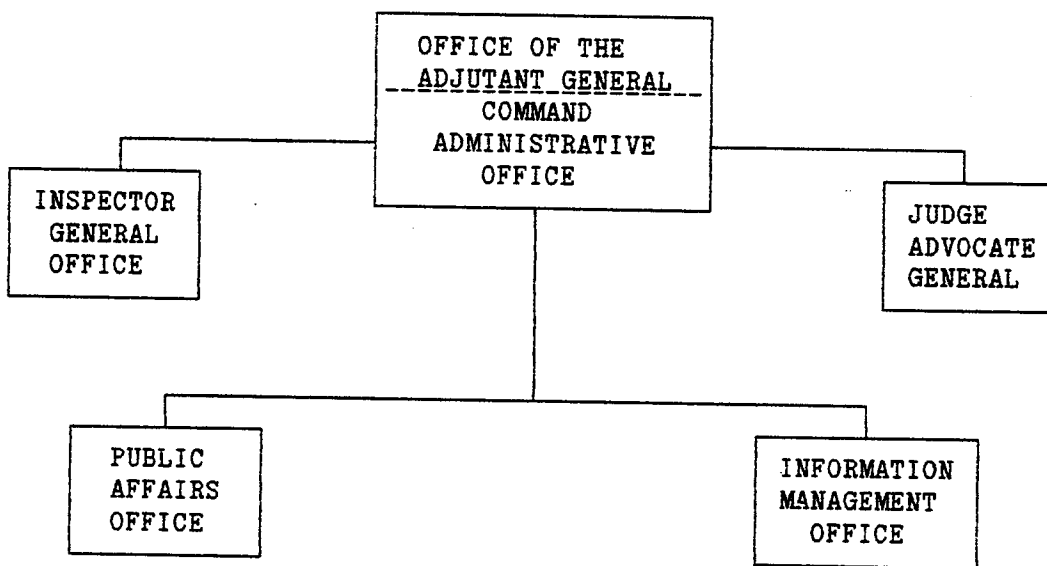 OFFICE OF THE
ADJUTANT GENERAL
COMMAND
ADMINISTRATIVE
OFFICE
INSPECTOR
GENERAL
OFFICE
JUDGE
ADVOCATE
GENERAL
PUBLIC
AFFAIRS
OFFICE
INFORMATION
MANAGEMENT
OFFICE